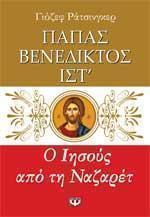 Γιόζεφ Ράτσινγκερ
ΠΑΠΑΣ
ΒΕΝΕΔΙΚΤΟΣ
ΙΣΤ'
Ο Ιησούς
από τη Ναζαρέτ